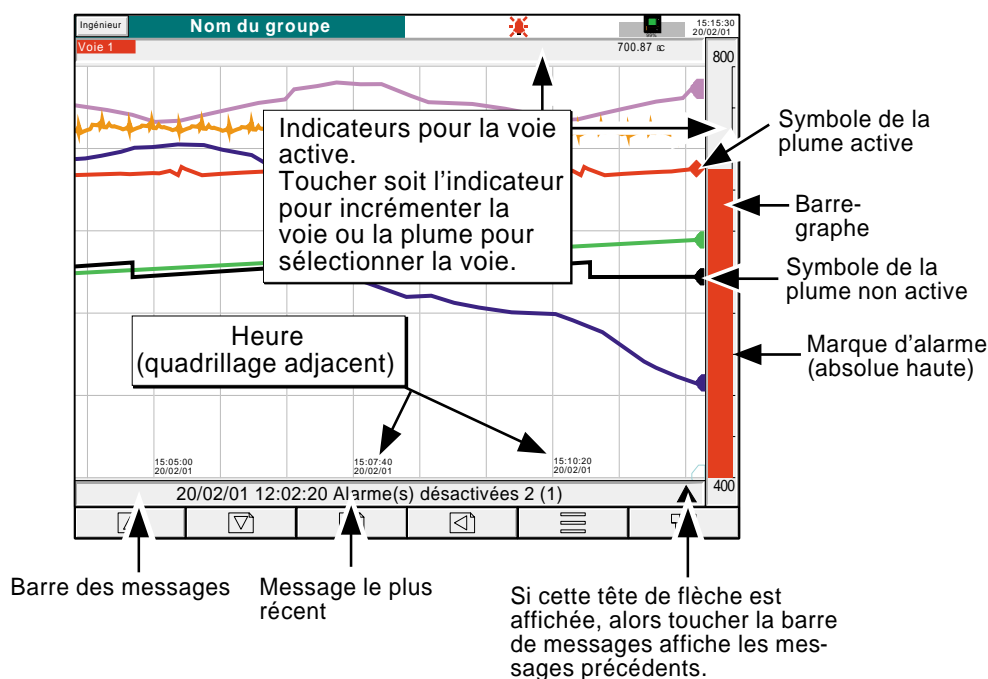 Ingénieur
Nom du groupe
15:15:30
20/02/01
Voie 1
700.87
800
Indicateurs pour la voie
active.
Toucher soit l'indicateur
pour incrémenter la
voie ou la plume pour
sélectionner la voie.
Symbole de la
plume active
Barre-
graphe
Symbole de la
plume non active
Heure
(quadrillage adjacent)
Marque d'alarme
(absolue haute)
15:05:00
20/02/01
15:07:40
20/02/01
15:10:20
20/02/01
400
20/02/01 12:02:20 Alarme(s) désactivées 2 (1)
Barre des messages
Message le plus
récent
Si cette tête de flèche est
affichée, alors toucher la barre
de messages affiche les mes-
sages précédents.